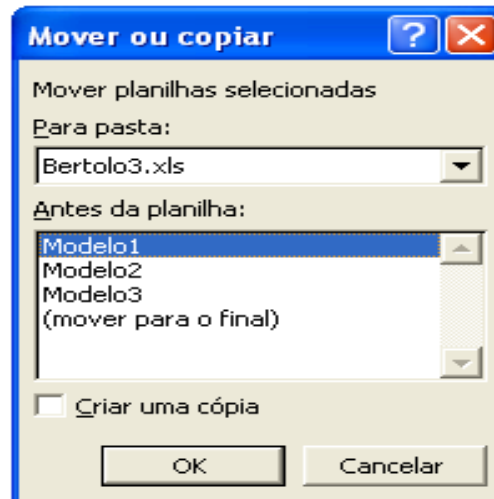 Mover ou copiar
Mover planilhas selecionadas
Para pasta:
Bertolo3.xls
Antes da planilha:
Modelo1
Modelo2
Modelo3
(mover para o final)
Criar uma cópia
OK Cancelar